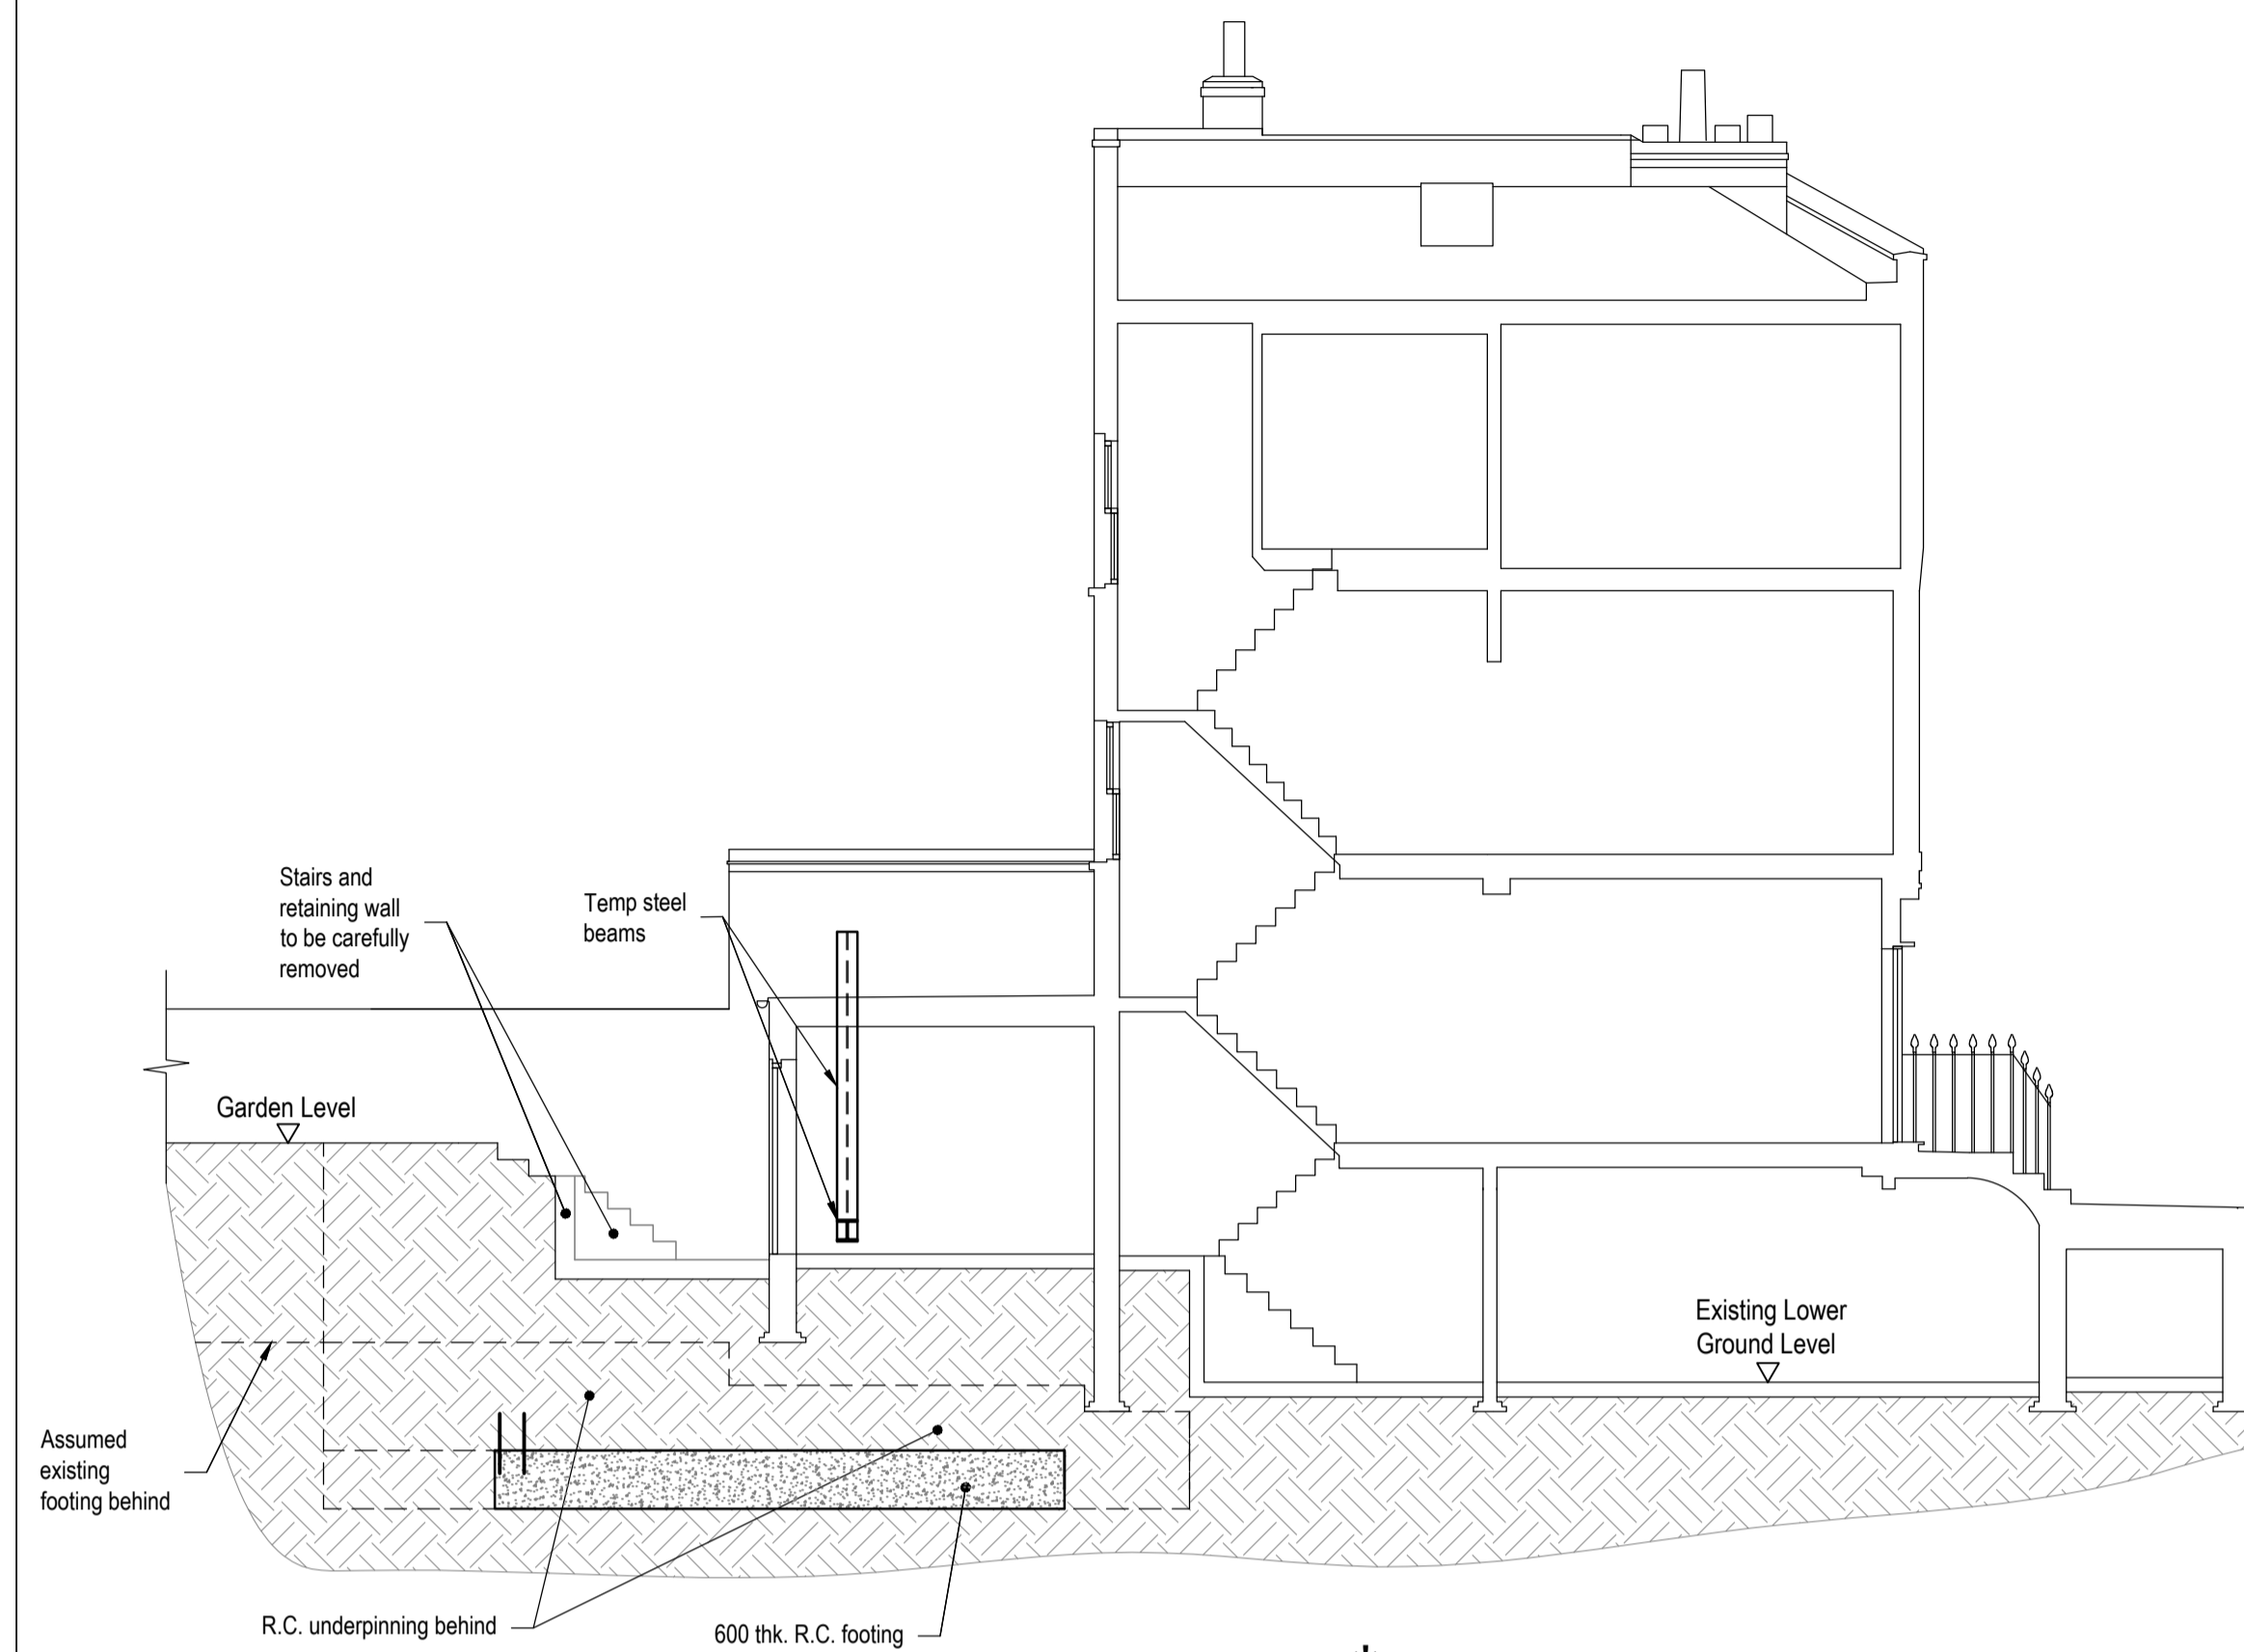 Stairs and
retaining wall
to be carefully
removed
Temp steel
beams
Garden Level
Existing Lower
Ground Level
Assumed
existing
footing behind
R.C. underpinning behind
600 thk. R.C. footing